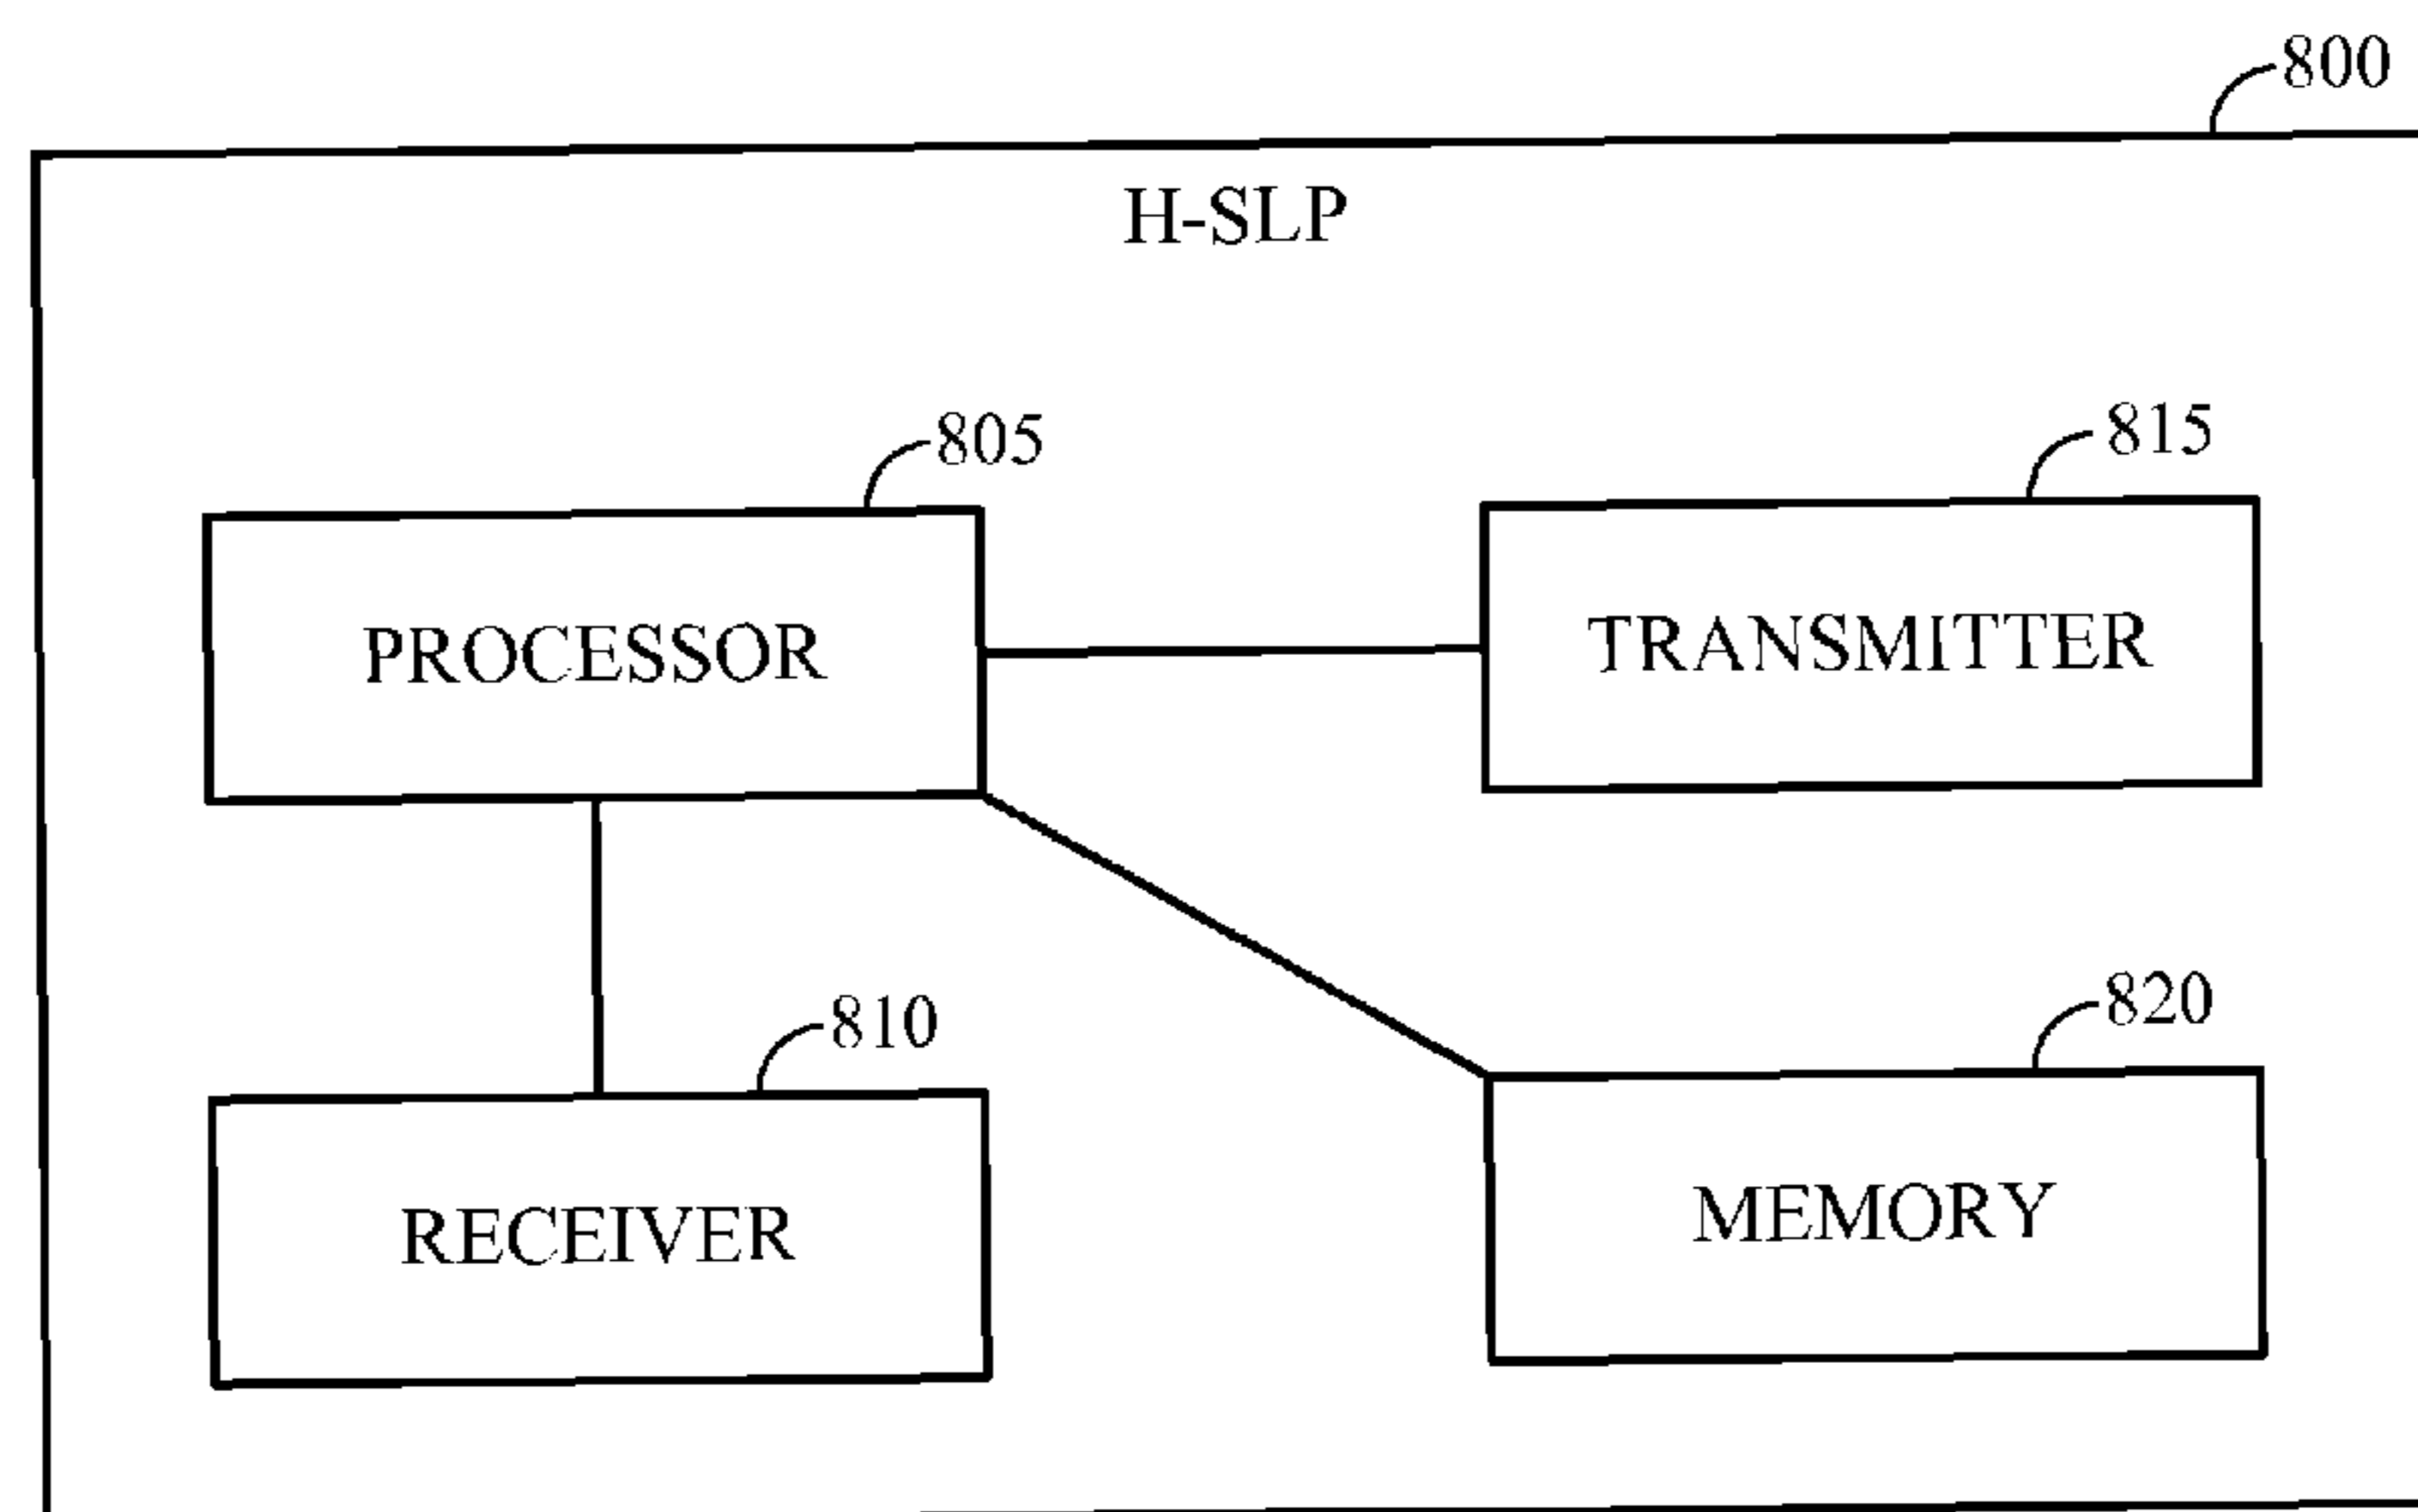 800
H-SLP
805
815
PROCESSOR
TRANSMITTER
810
820
RECEIVER
MEMORY